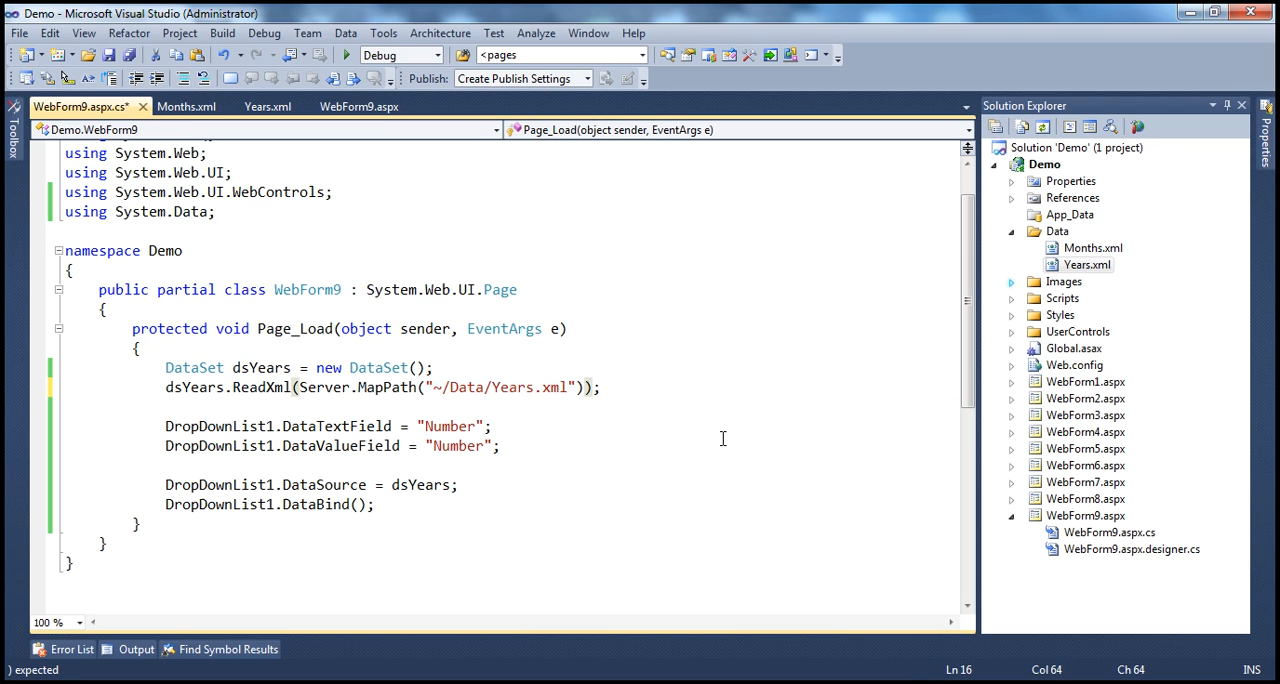 Demo - Microsoft Visual Studio (Administrator)
File Edit View Refactor Project Build Debug Team Data Tools Architecture Test Analyze Window Help
Debug <pages
Publish: Create Publish Settings
WebForm9.aspx.cs* Months.xml Years.xml WebForm9.aspx
Demo.WebForm9 Page_Load(object sender, EventArgs e)
using System.Web;
using System.Web.UI;
using System.Web.UI.WebControls;
using System.Data;
namespace Demo
{
public partial class WebForm9 : System.Web.UI.Page
{
protected void Page_Load(object sender, EventArgs e)
{
DataSet dsYears = new DataSet();
dsYears.ReadXml(Server.MapPath("~/Data/Years.xml"));
DropDownList1.DataTextField = "Number";
DropDownList1.DataValueField = "Number";
DropDownList1.DataSource = dsYears;
DropDownList1.DataBind();
}
}
}
100 %
Toolbox
Solution Explorer
Solution 'Demo' (1 project)
Demo
Properties
References
App_Data
Data
Months.xml
Years.xml
Images
Scripts
Styles
UserControls
Global.asax
Web.config
WebForm1.aspx
WebForm2.aspx
WebForm3.aspx
WebForm4.aspx
WebForm5.aspx
WebForm6.aspx
WebForm7.aspx
WebForm8.aspx
WebForm9.aspx
WebForm9.aspx.cs
WebForm9.aspx.designer.cs
Properties
Error List Output Find Symbol Results
) expected Ln 16 Col 64 Ch 64 INS